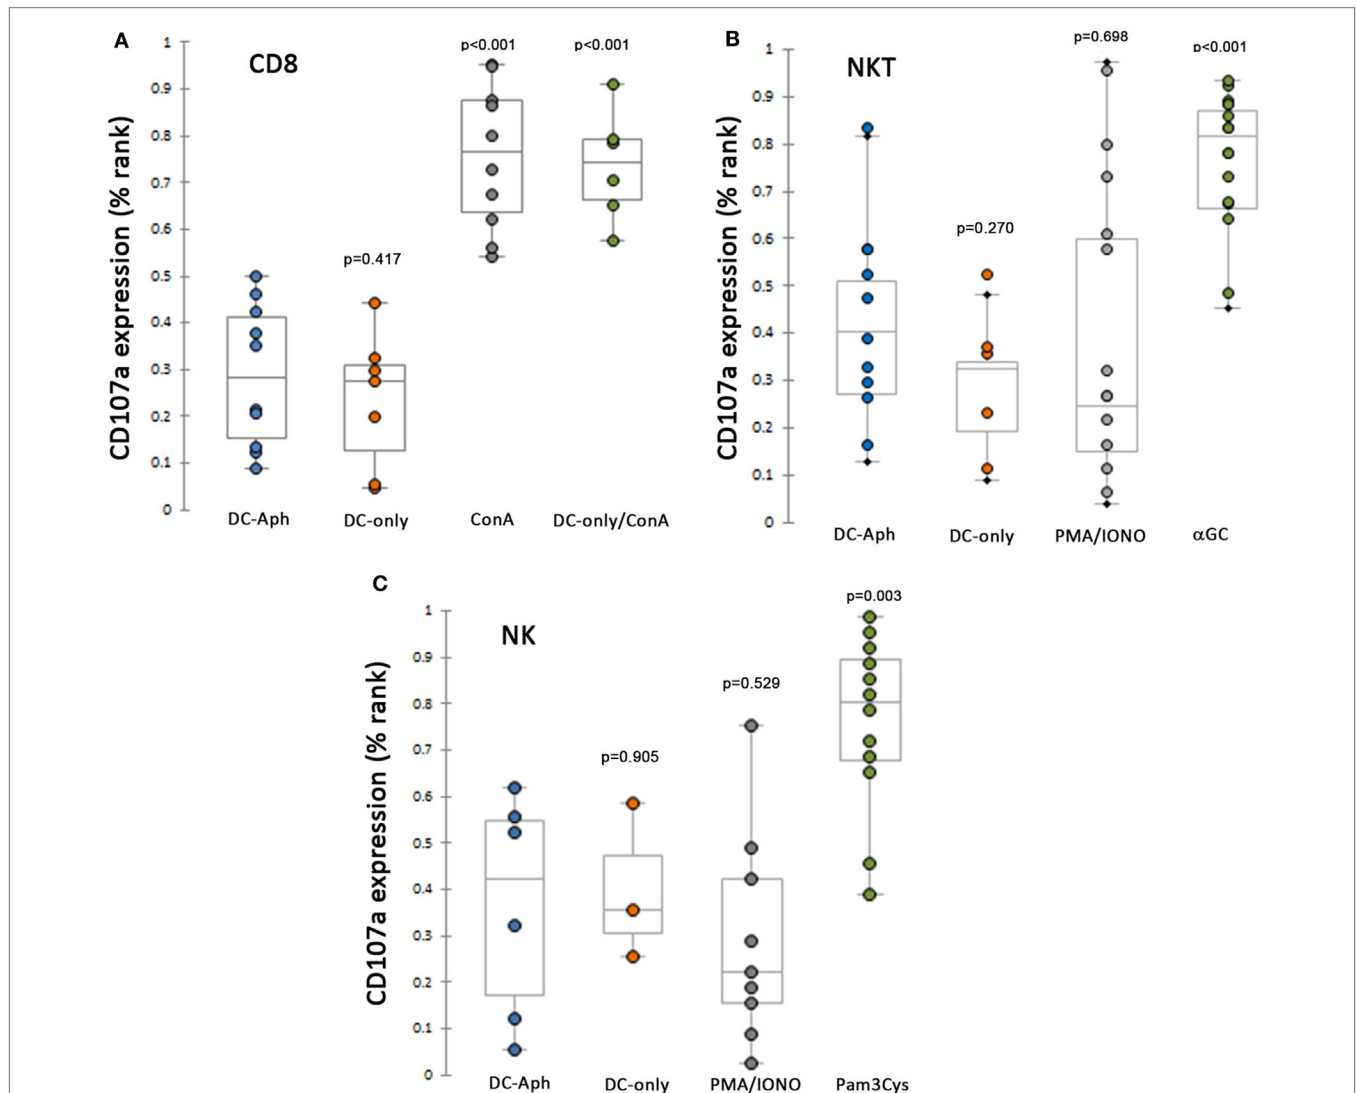 A
CD8
CD107a expression (% rank)
1
0.9
0.8
0.7
0.6
0.5
0.4
0.3
0.2
0.1
0
p=0.417
p<0.001
p<0.001
DC-Aph
DC-only
ConA
DC-only/ConA
B
NKT
CD107a expression (% rank)
1
0.9
0.8
0.7
0.6
0.5
0.4
0.3
0.2
0.1
0
p=0.270
p=0.698
p<0.001
DC-Aph
DC-only
PMA/IONO
αGC
C
NK
CD107a expression (% rank)
1
0.9
0.8
0.7
0.6
0.5
0.4
0.3
0.2
0.1
0
p=0.905
p=0.529
p=0.003
DC-Aph
DC-only
PMA/IONO
Pam3Cys